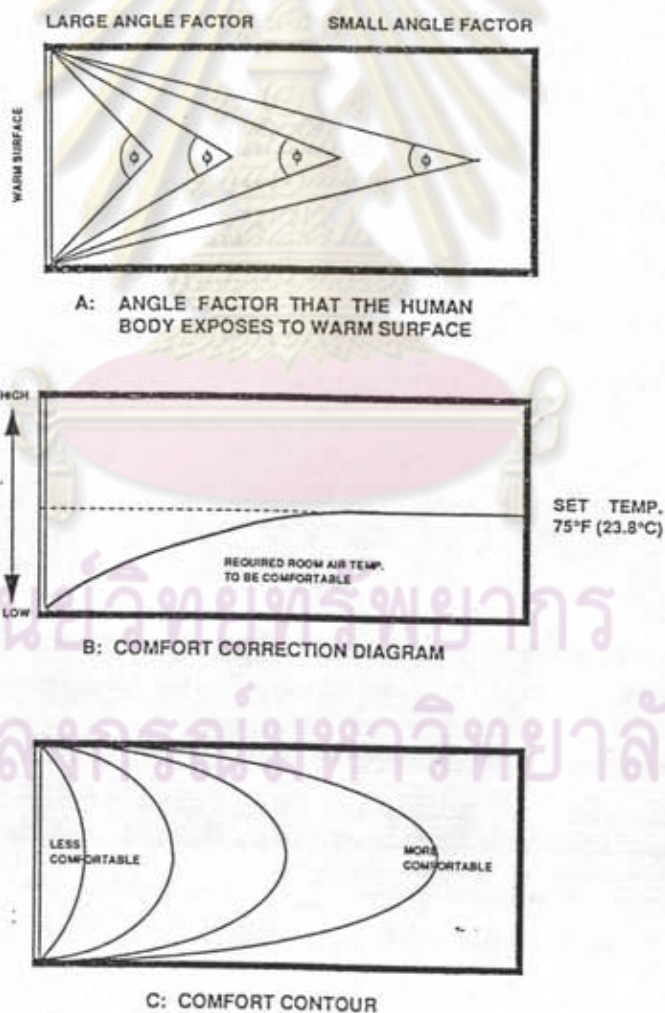 LARGE ANGLE FACTOR SMALL ANGLE FACTOR
WARM SURFACE
ϕ ϕ ϕ ϕ
A: ANGLE FACTOR THAT THE HUMAN
BODY EXPOSES TO WARM SURFACE
HIGH
SET TEMP.
75°F (23.8°C)
REQUIRED ROOM AIR TEMP.
TO BE COMFORTABLE
LOW
B: COMFORT CORRECTION DIAGRAM
LESS
COMFORTABLE
MORE
COMFORTABLE
C: COMFORT CONTOUR